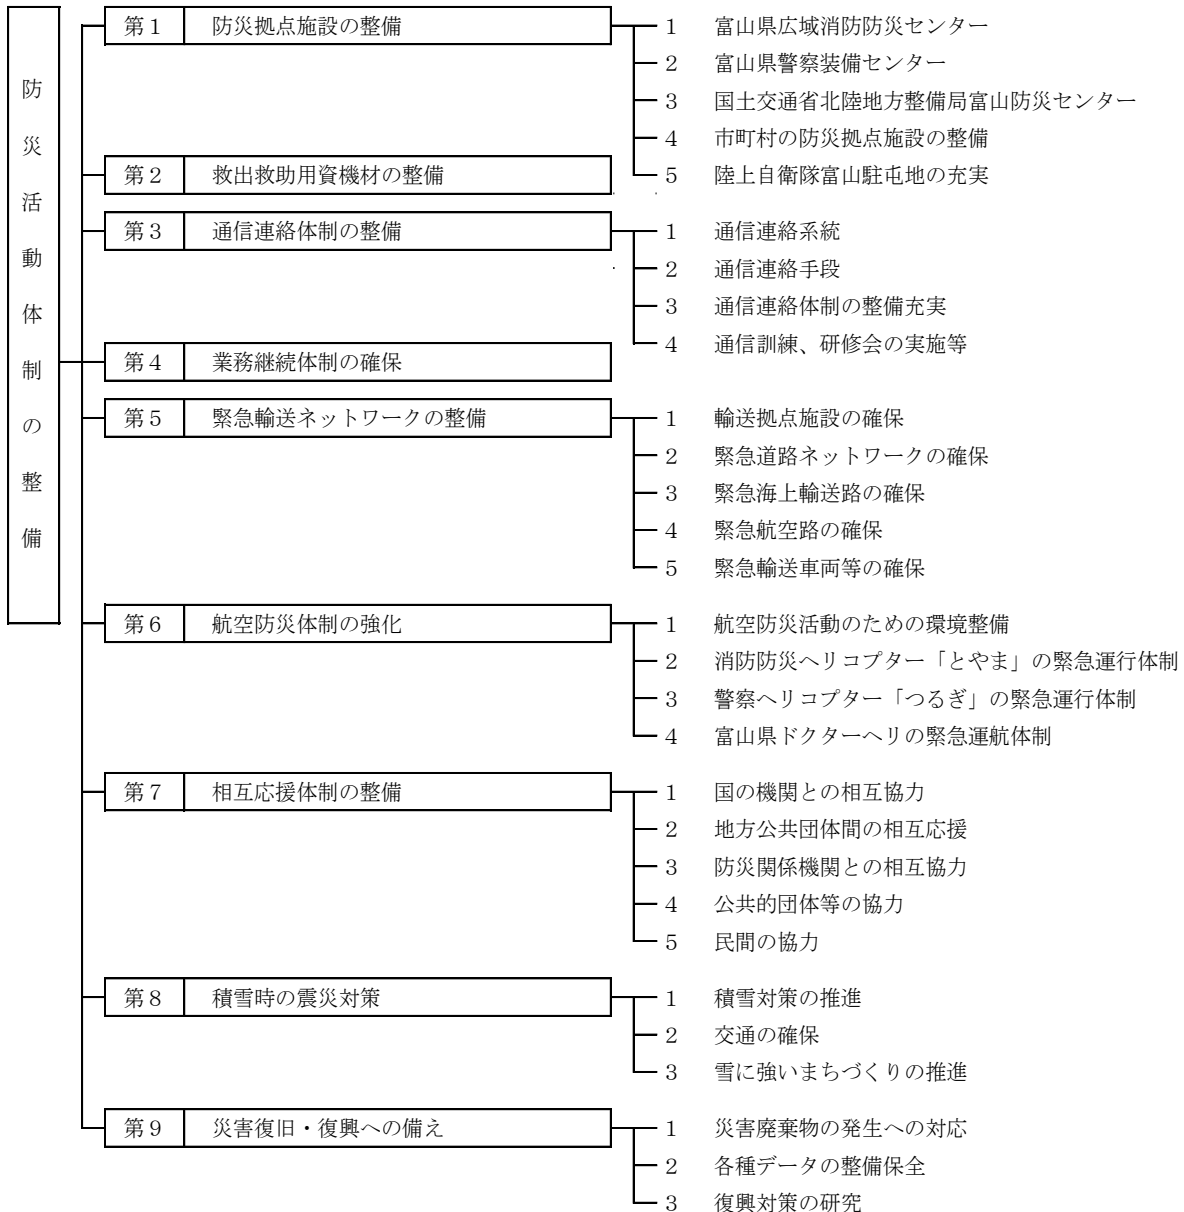 防災活動体制の整備
第1 防災拠点施設の整備
1 富山県広域消防防災センター
2 富山県警察装備センター
3 国土交通省北陸地方整備局富山防災センター
4 市町村の防災拠点施設の整備
5 陸上自衛隊富山駐屯地の充実
第2 救出救助用資機材の整備
第3 通信連絡体制の整備
1 通信連絡系統
2 通信連絡手段
3 通信連絡体制の整備充実
4 通信訓練、研修会の実施等
第4 業務継続体制の確保
第5 緊急輸送ネットワークの整備
1 輸送拠点施設の確保
2 緊急道路ネットワークの確保
3 緊急海上輸送路の確保
4 緊急航空路の確保
5 緊急輸送車両等の確保
第6 航空防災体制の強化
1 航空防災活動のための環境整備
2 消防防災ヘリコプター「とやま」の緊急運行体制
3 警察ヘリコプター「つるぎ」の緊急運行体制
4 富山県ドクターヘリの緊急運航体制
第7 相互応援体制の整備
1 国の機関との相互協力
2 地方公共団体間の相互応援
3 防災関係機関との相互協力
4 公共的団体等の協力
5 民間の協力
第8 積雪時の震災対策
1 積雪対策の推進
2 交通の確保
3 雪に強いまちづくりの推進
第9 災害復旧・復興への備え
1 災害廃棄物の発生への対応
2 各種データの整備保全
3 復興対策の研究